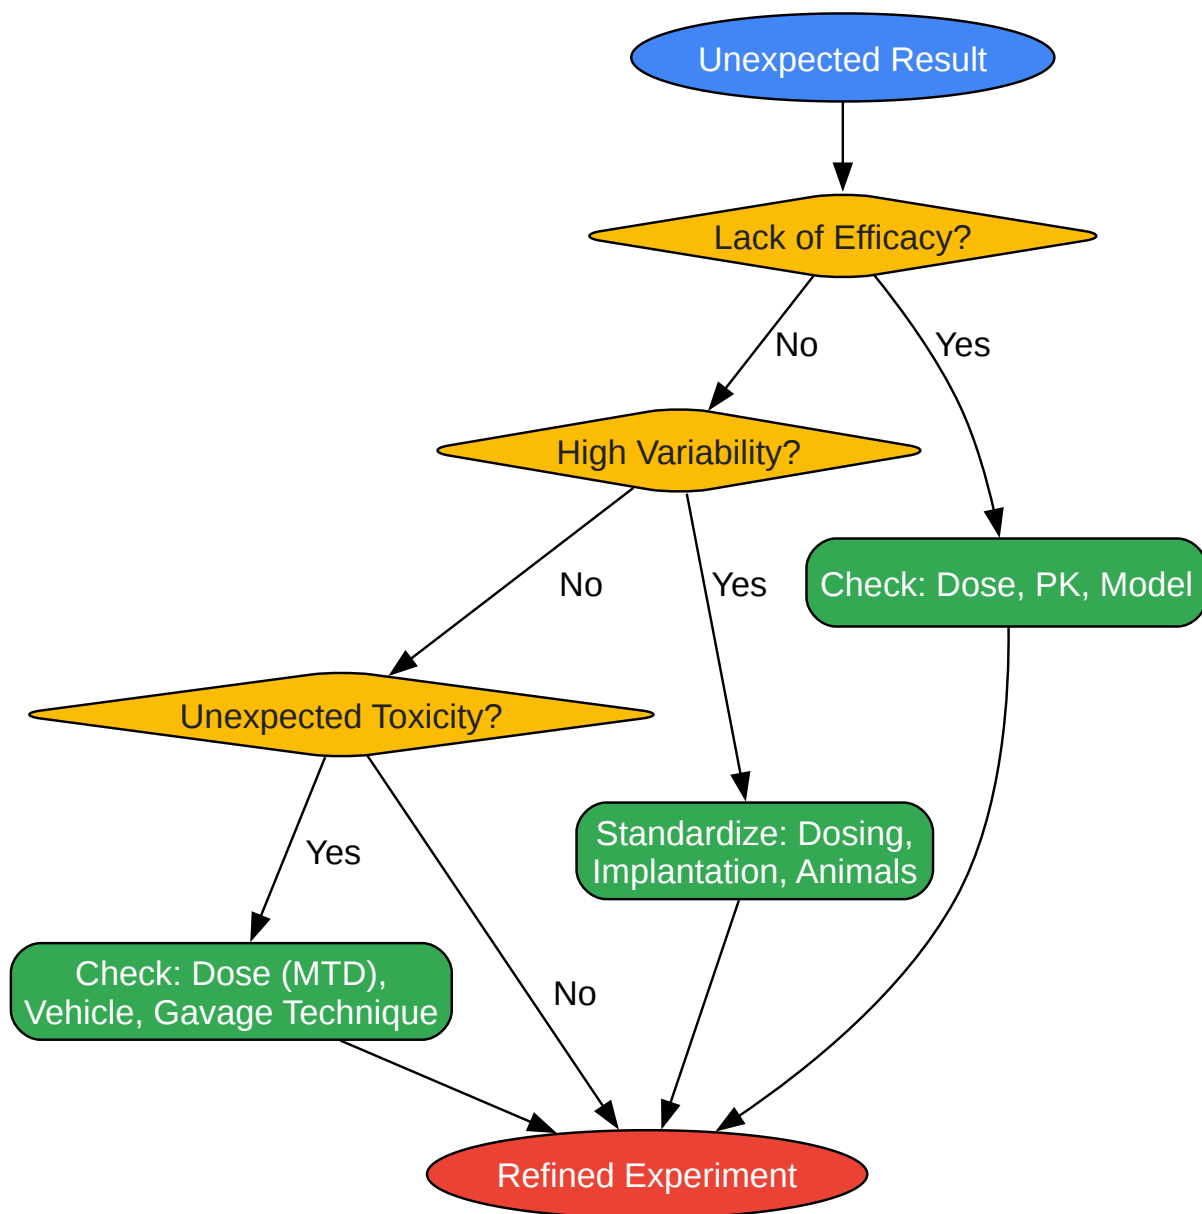 Unexpected Result
Lack of Efficacy?
No
Yes
High Variability?
No
Yes
Check: Dose, PK, Model
Unexpected Toxicity?
Yes
No
Standardize: Dosing,
Implantation, Animals
Check: Dose (MTD),
Vehicle, Gavage Technique
Refined Experiment